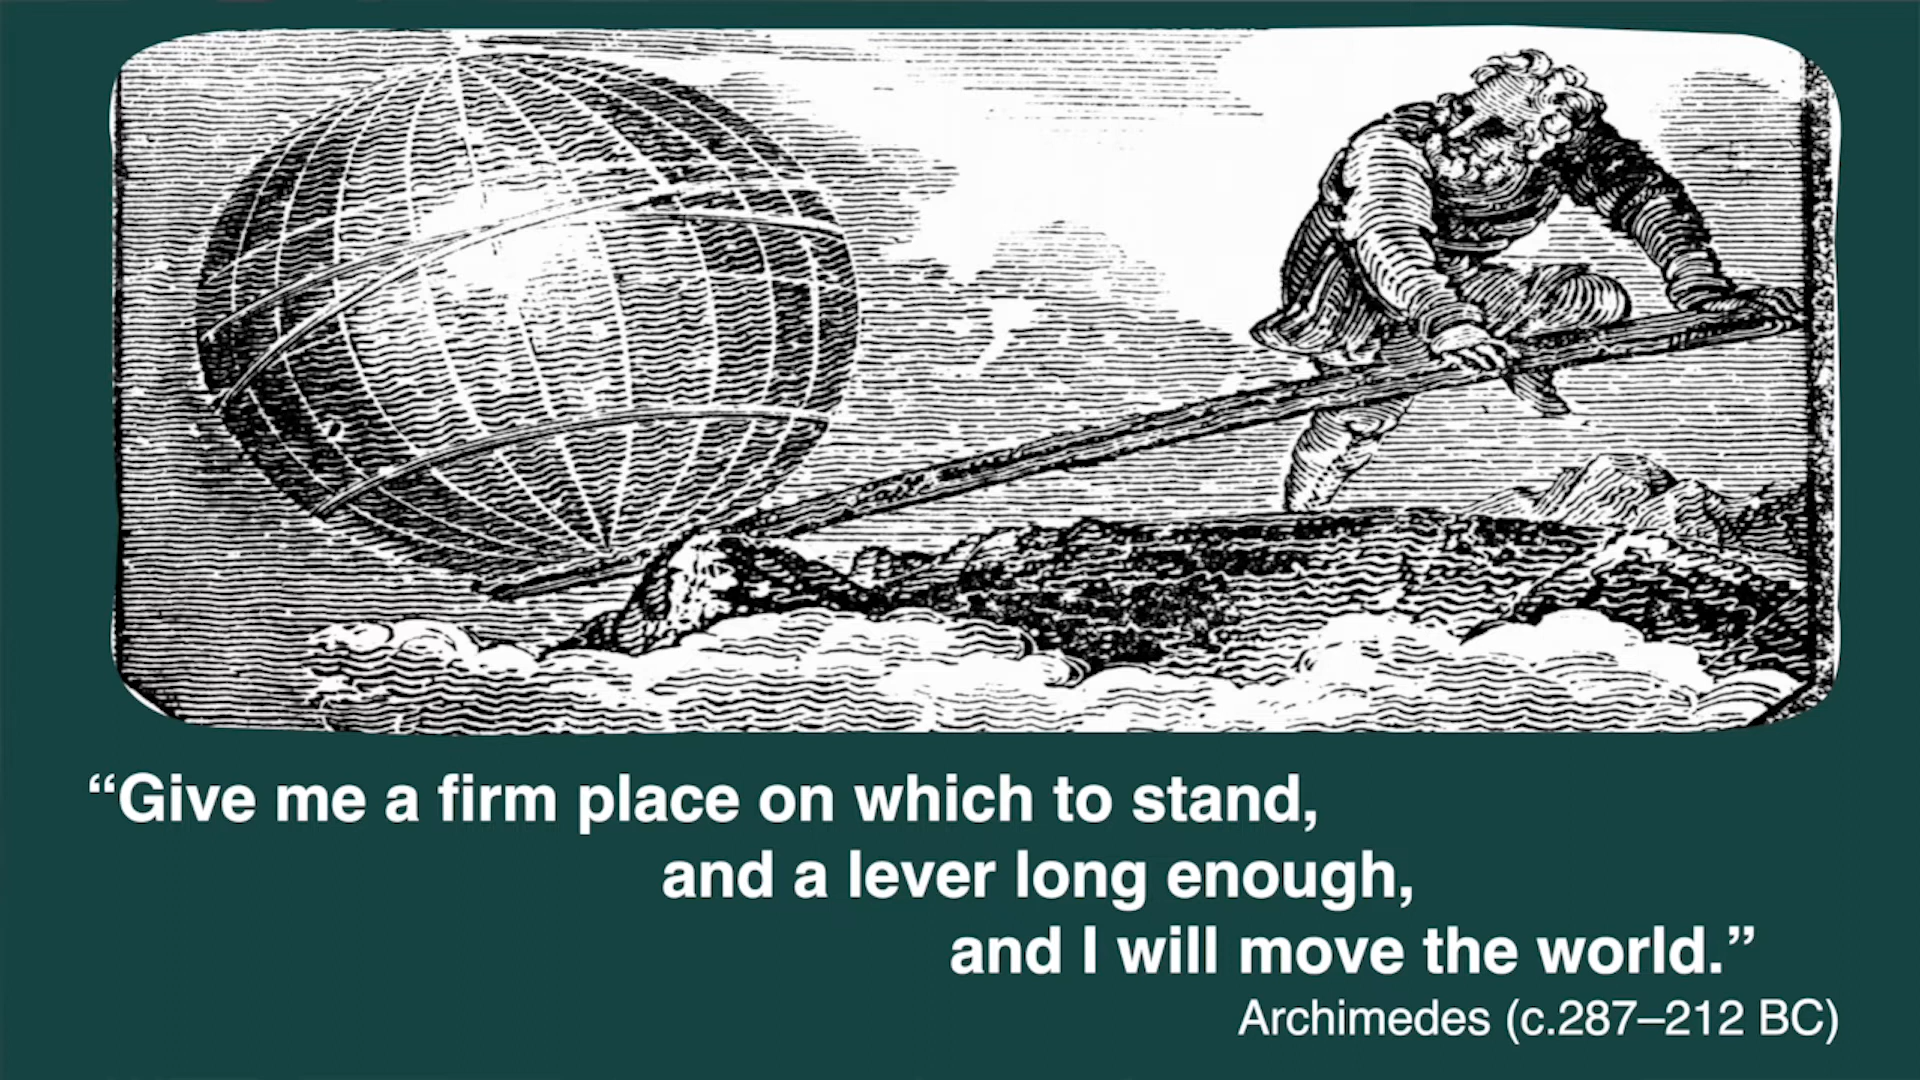 “Give me a firm place on which to stand,
and a lever long enough,
and I will move the world.”
Archimedes (c.287–212 BC)